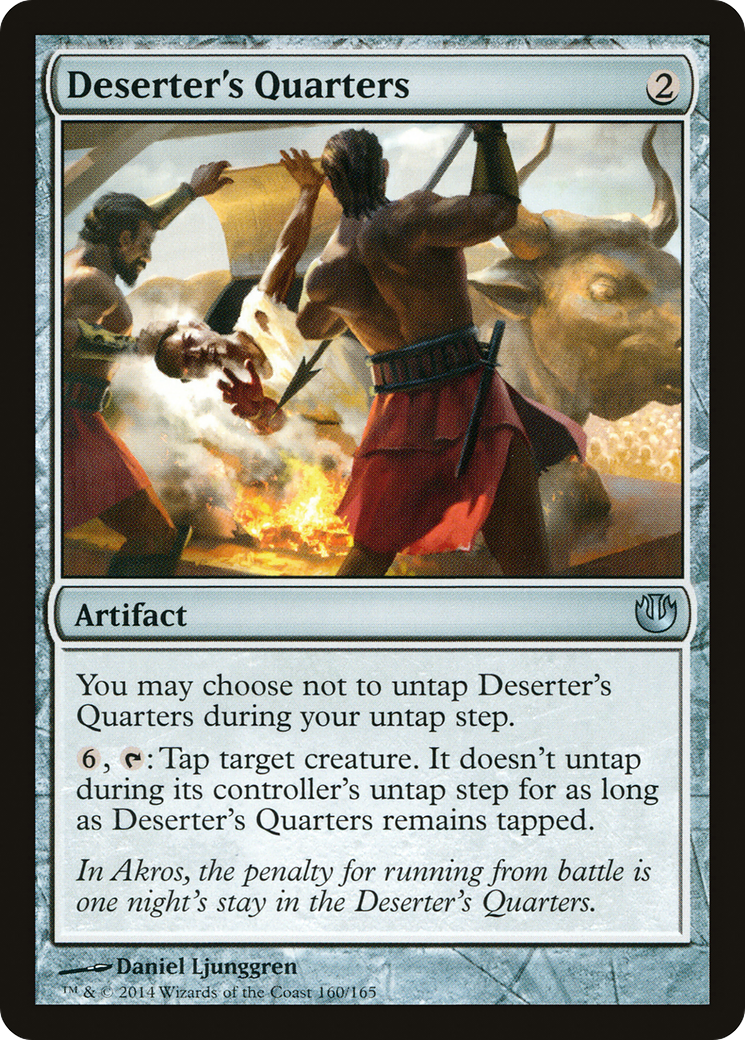 Deserter's Quarters 2
Artifact
You may choose not to untap Deserter's
Quarters during your untap step.
6, : Tap target creature. It doesn't untap
during its controller's untap step for as long
as Deserter's Quarters remains tapped.
In Akros, the penalty for running from battle is
one night's stay in the Deserter's Quarters.
Daniel Ljunggren
™ & © 2014 Wizards of the Coast 160/165